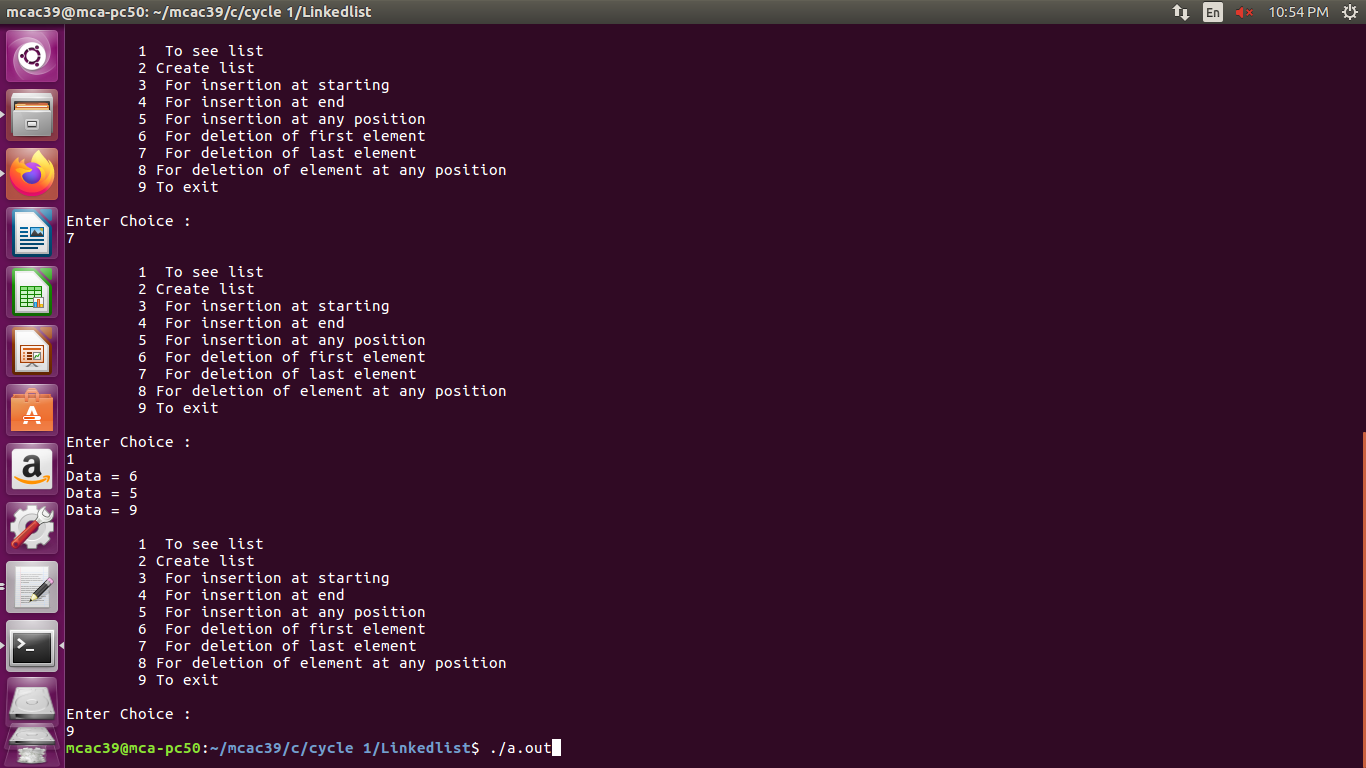 mcac39@mca-pc50: ~/mcac39/c/cycle 1/Linkedlist En 10:54 PM
1  To see list
2 Create list
3  For insertion at starting
4  For insertion at end
5  For insertion at any position
6  For deletion of first element
7  For deletion of last element
8 For deletion of element at any position
9 To exit
Enter Choice :
7
1  To see list
2 Create list
3  For insertion at starting
4  For insertion at end
5  For insertion at any position
6  For deletion of first element
7  For deletion of last element
8 For deletion of element at any position
9 To exit
Enter Choice :
1
Data = 6
Data = 5
Data = 9
1  To see list
2 Create list
3  For insertion at starting
4  For insertion at end
5  For insertion at any position
6  For deletion of first element
7  For deletion of last element
8 For deletion of element at any position
9 To exit
Enter Choice :
9
mcac39@mca-pc50:~/mcac39/c/cycle 1/Linkedlist$ ./a.out